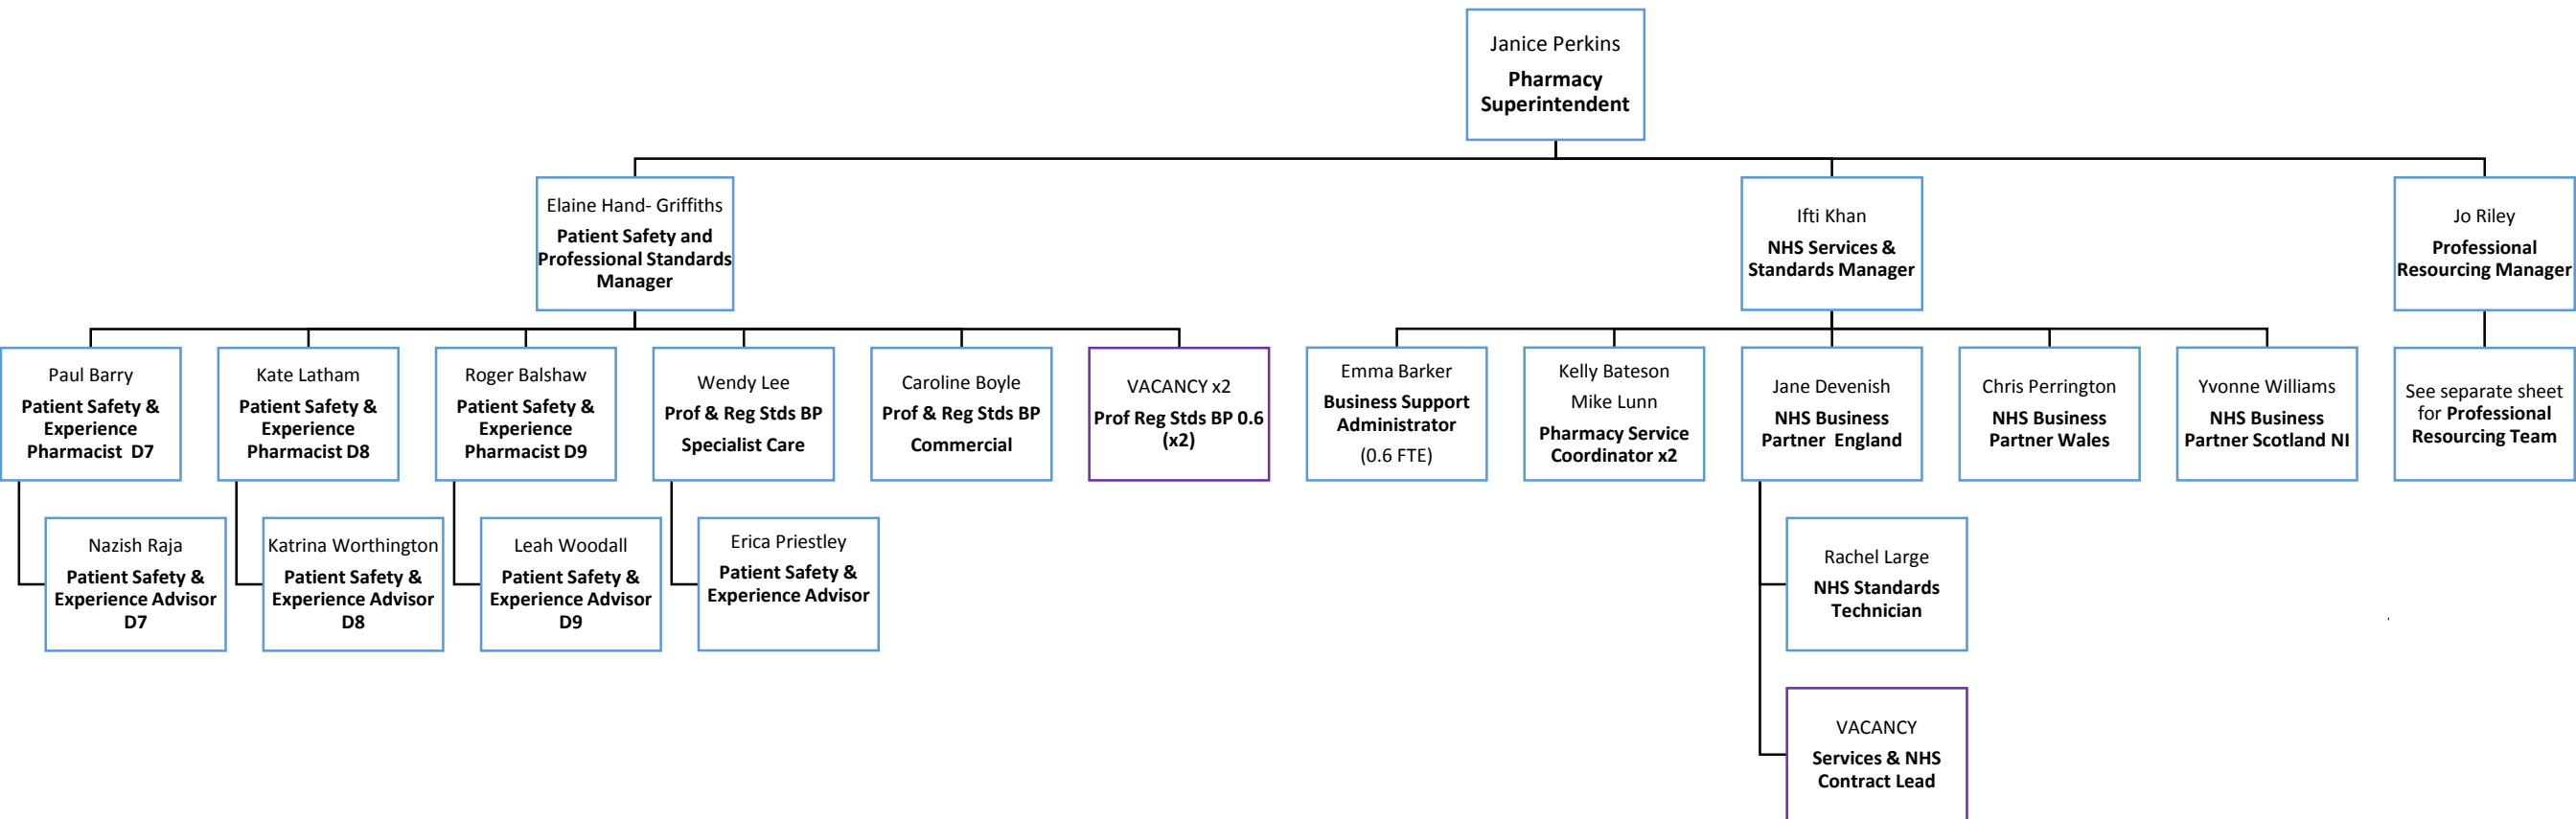 Janice Perkins
Pharmacy
Superintendent
Elaine Hand- Griffiths
Patient Safety and
Professional Standards
Manager
Ifti Khan
NHS Services &
Standards Manager
Jo Riley
Professional
Resourcing Manager
Paul Barry
Patient Safety &
Experience
Pharmacist D7
Kate Latham
Patient Safety &
Experience
Pharmacist D8
Roger Balshaw
Patient Safety &
Experience
Pharmacist D9
Wendy Lee
Prof & Reg Stds BP
Specialist Care
Caroline Boyle
Prof & Reg Stds BP
Commercial
VACANCY x2
Prof Reg Stds BP 0.6
(x2)
Emma Barker
Business Support
Administrator
(0.6 FTE)
Kelly Bateson
Mike Lunn
Pharmacy Service
Coordinator x2
Jane Devenish
NHS Business
Partner England
Chris Perrington
NHS Business
Partner Wales
Yvonne Williams
NHS Business
Partner Scotland NI
See separate sheet
for Professional
Resourcing Team
Nazish Raja
Patient Safety &
Experience Advisor
D7
Katrina Worthington
Patient Safety &
Experience Advisor
D8
Leah Woodall
Patient Safety &
Experience Advisor
D9
Erica Priestley
Patient Safety &
Experience Advisor
Rachel Large
NHS Standards
Technician
VACANCY
Services & NHS
Contract Lead